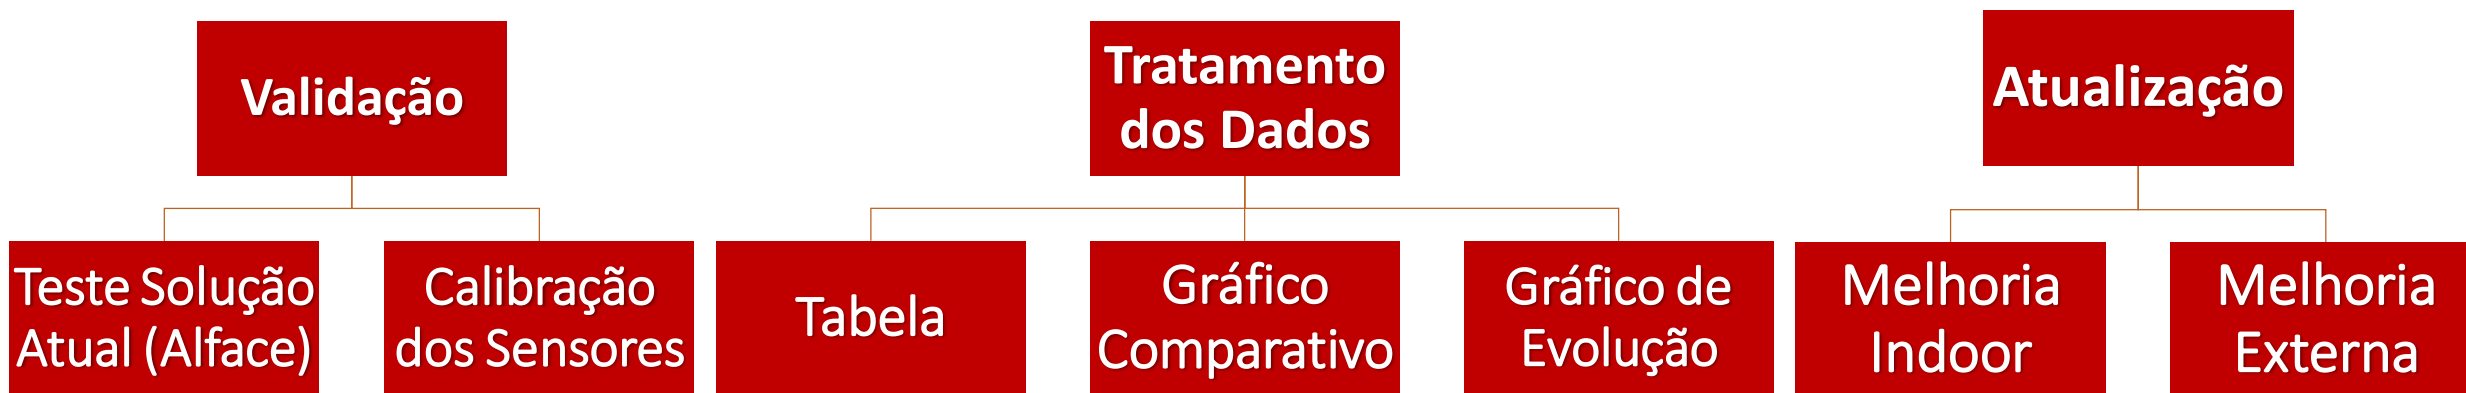 Validação
Teste Solução
Atual (Alface)
Calibração
dos Sensores
Tratamento
dos Dados
Tabela
Gráfico
Comparativo
Gráfico de
Evolução
Atualização
Melhoria
Indoor
Melhoria
Externa